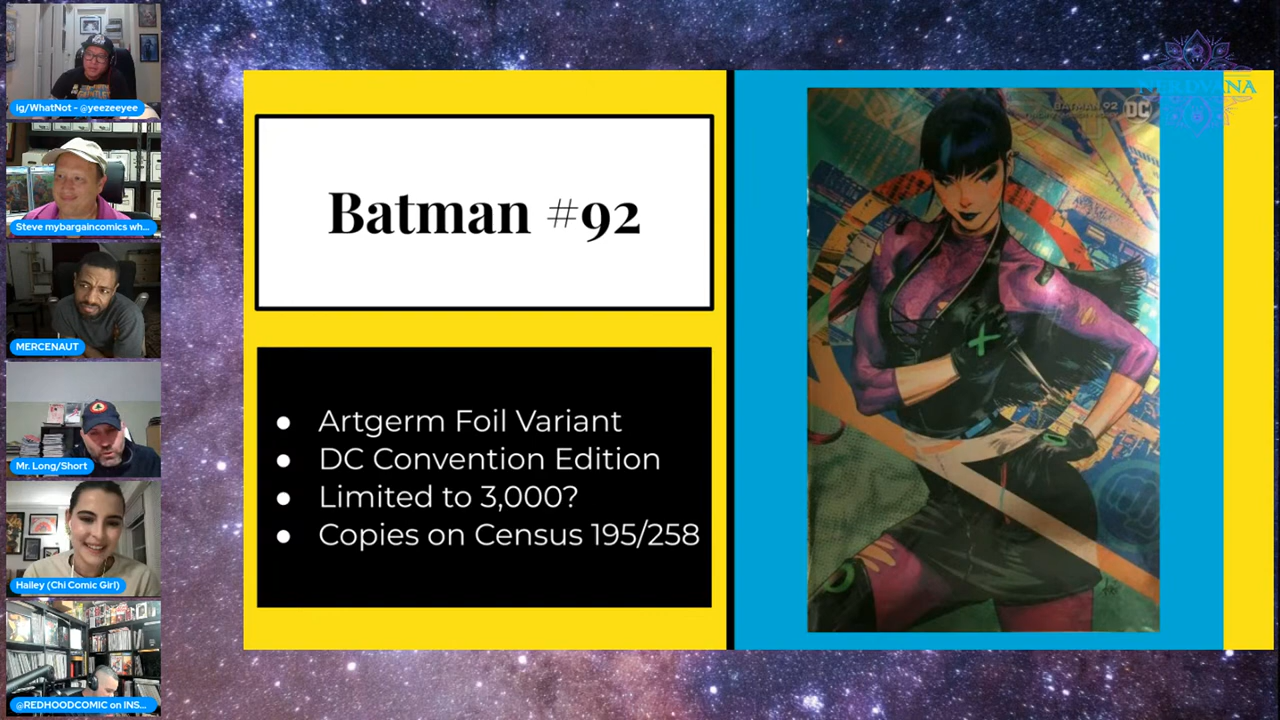 ig/WhatNot - @yeezeeyee
Steve mybargaincomics wh...
MERCENAUT
Mr. Long/Short
Hailey (Chi Comic Girl)
@REDHOODCOMIC on INS...
Batman #92
● Artgerm Foil Variant
● DC Convention Edition
● Limited to 3,000?
● Copies on Census 195/258
BATMAN 92
DC
NERDVANA